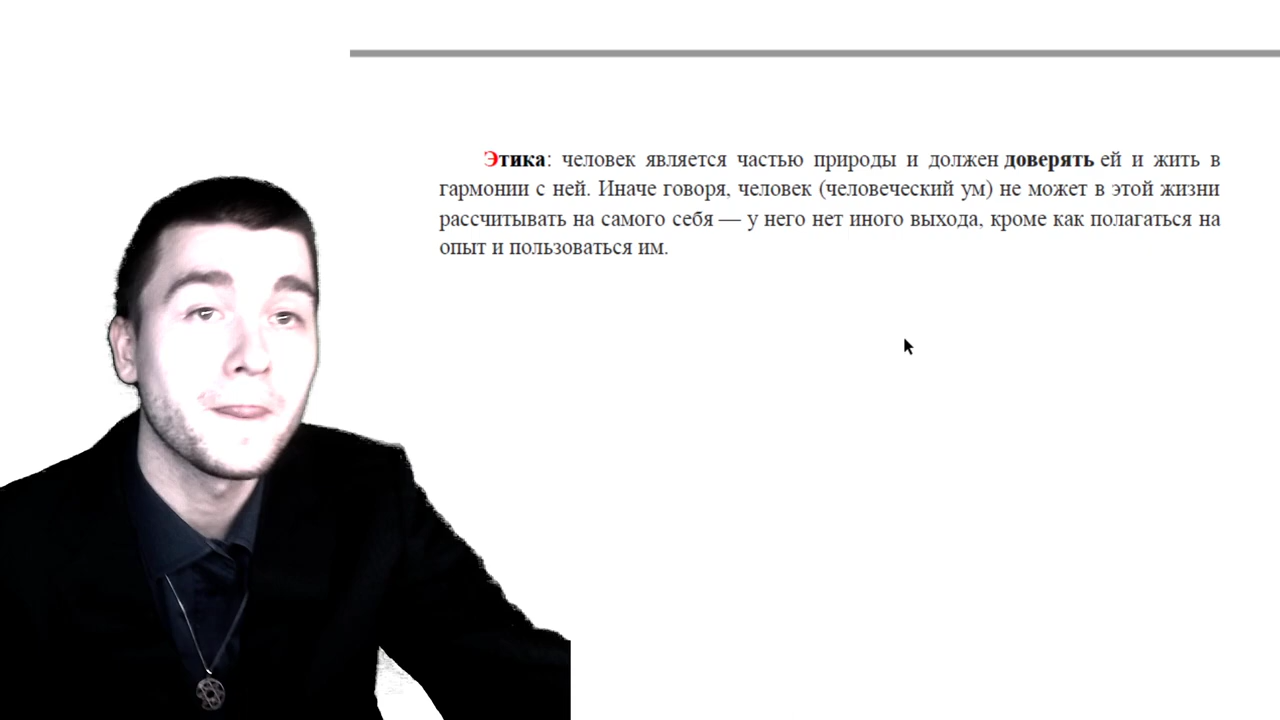 Этика: человек является частью природы и должен доверять ей и жить в
гармонии с ней. Иначе говоря, человек (человеческий ум) не может в этой жизни
рассчитывать на самого себя — у него нет иного выхода, кроме как полагаться на
опыт и пользоваться им.